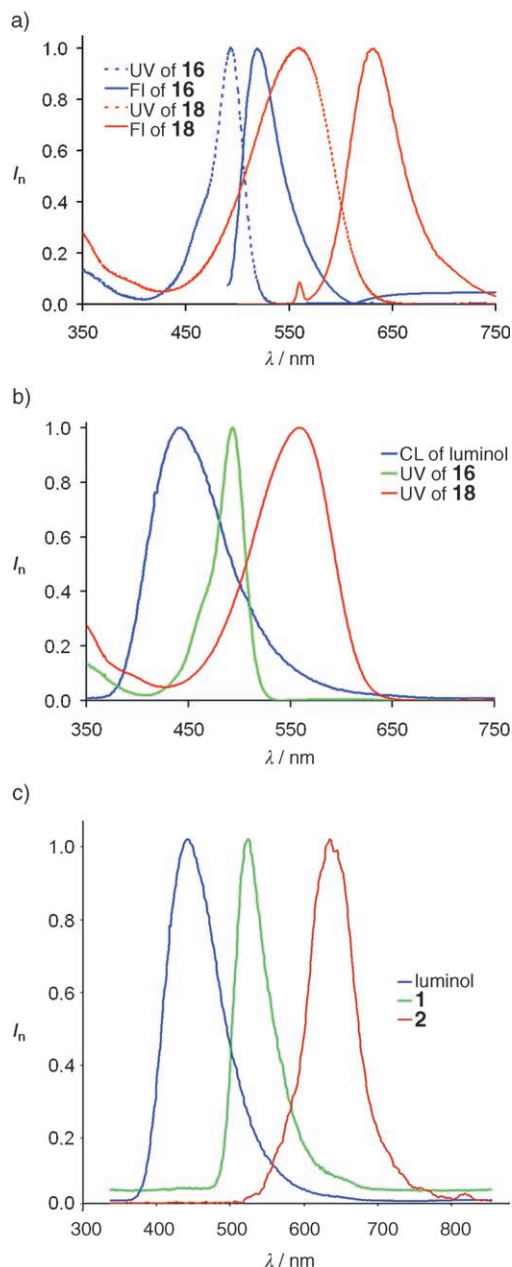 a)
1.0
0.8
0.6
0.4
0.2
0.0
Iₙ
UV of 16
Fl of 16
UV of 18
Fl of 18
350
450
550
650
750
λ / nm
b)
1.0
0.8
0.6
0.4
0.2
0.0
Iₙ
CL of luminol
UV of 16
UV of 18
350
450
550
650
750
λ / nm
c)
1.0
0.8
0.6
0.4
0.2
0.0
Iₙ
luminol
1
2
300
400
500
600
700
800
λ / nm